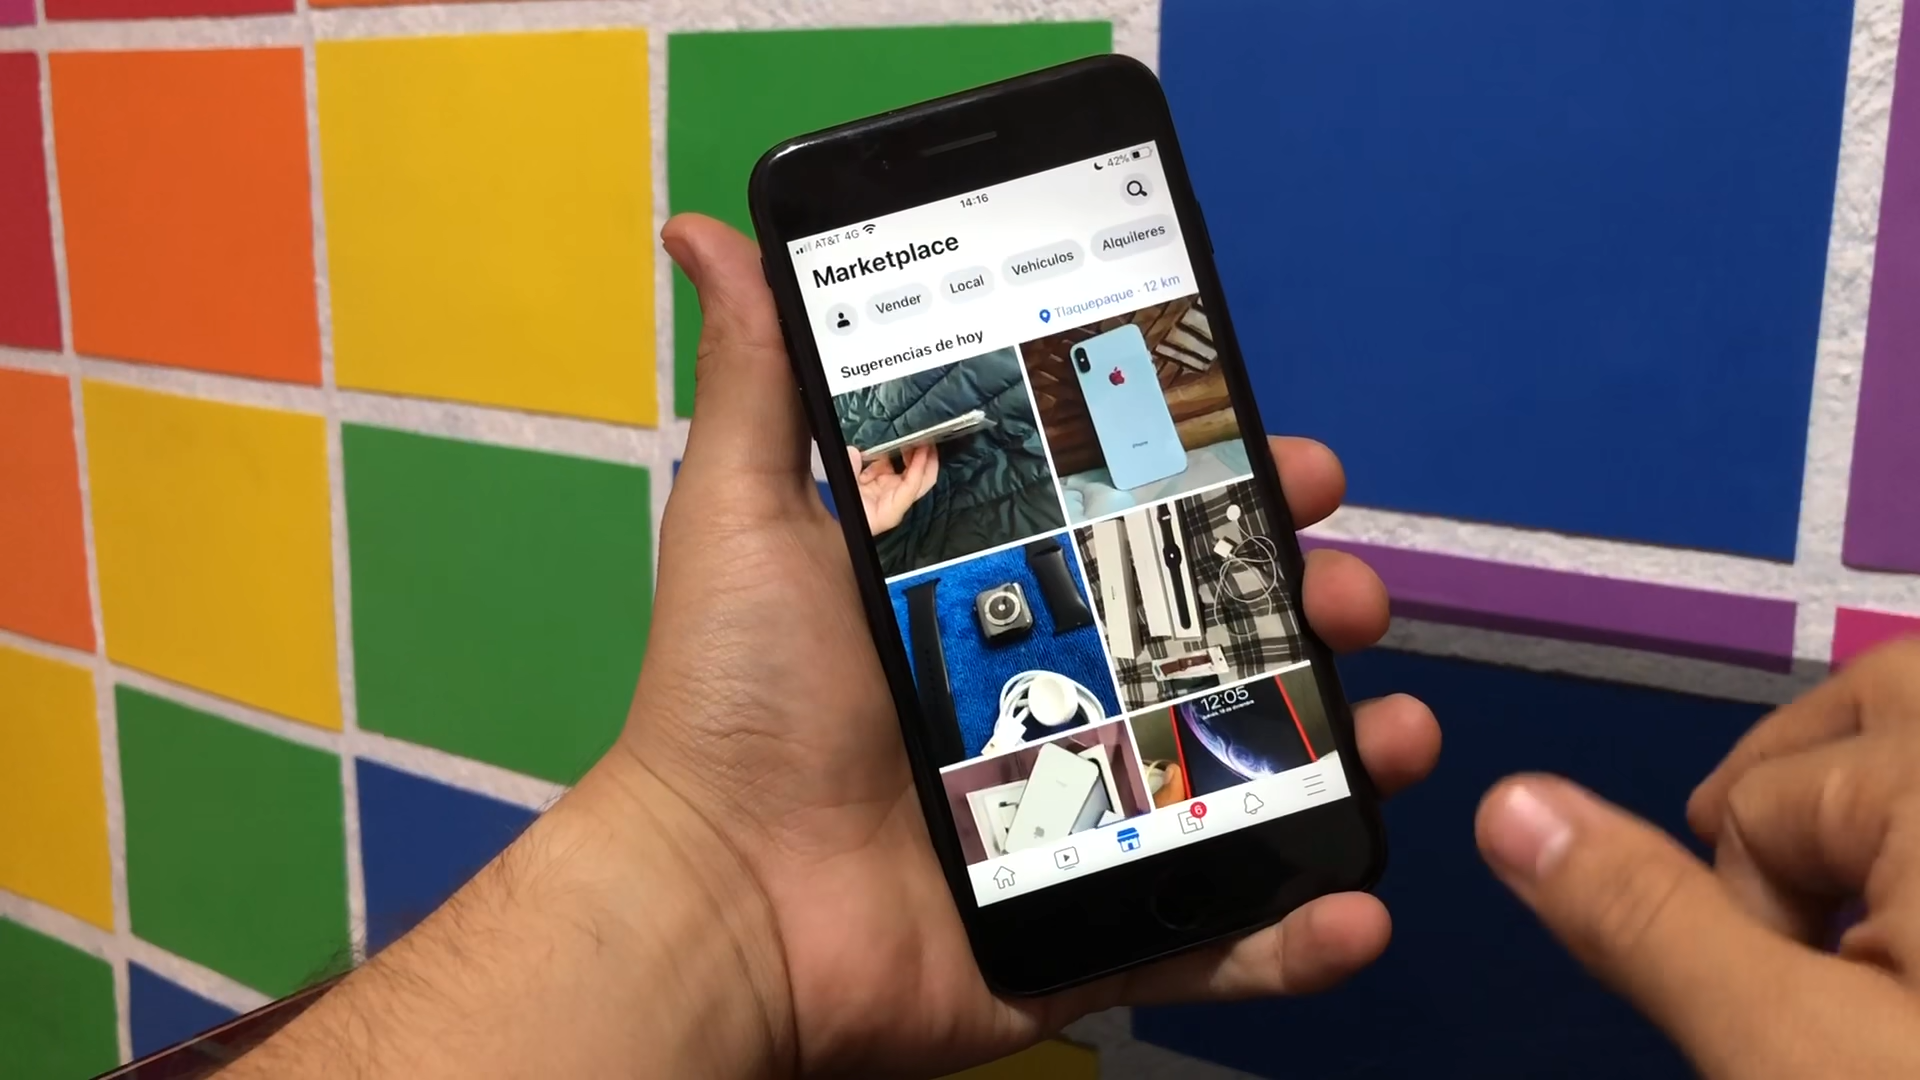 AT&T 4G
14:16
42%
Marketplace
Vender
Local
Vehículos
Alquileres
Sugerencias de hoy
Tlaquepaque · 12 km
iPhone
12:05
6